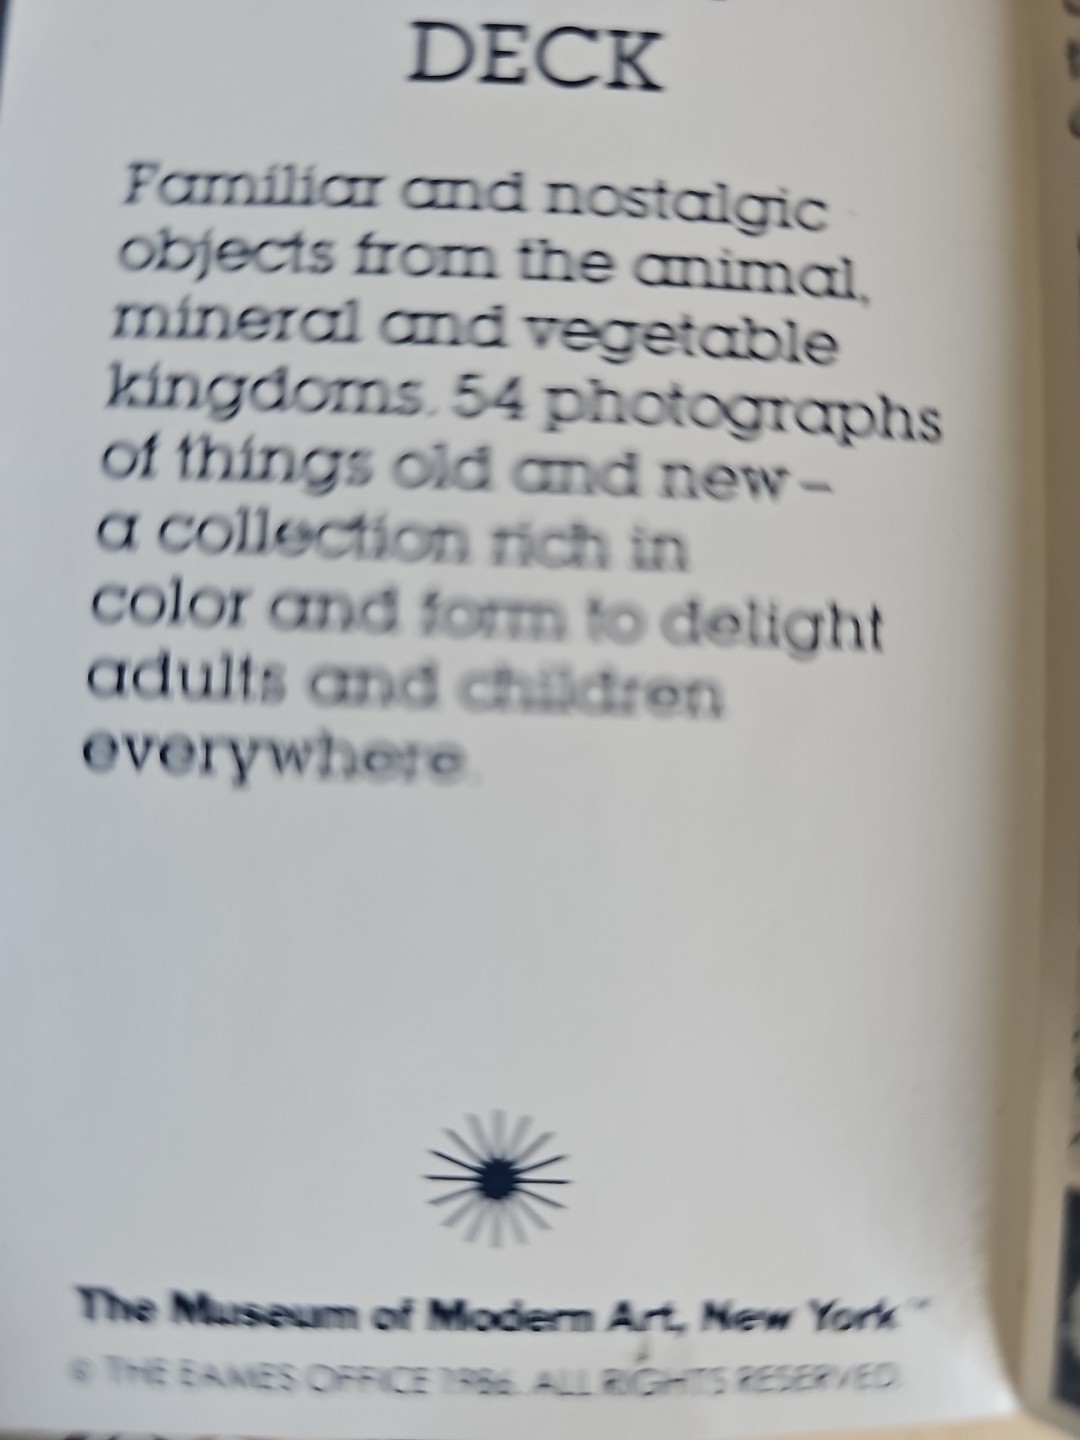 DECK
Familiar and nostalgic
objects from the animal,
mineral and vegetable
kingdoms. 54 photographs
of things old and new –
a collection rich in
color and form to delight
adults and children
everywhere.
The Museum of Modern Art, New York™
© THE EAMES OFFICE 1986. ALL RIGHTS RESERVED.